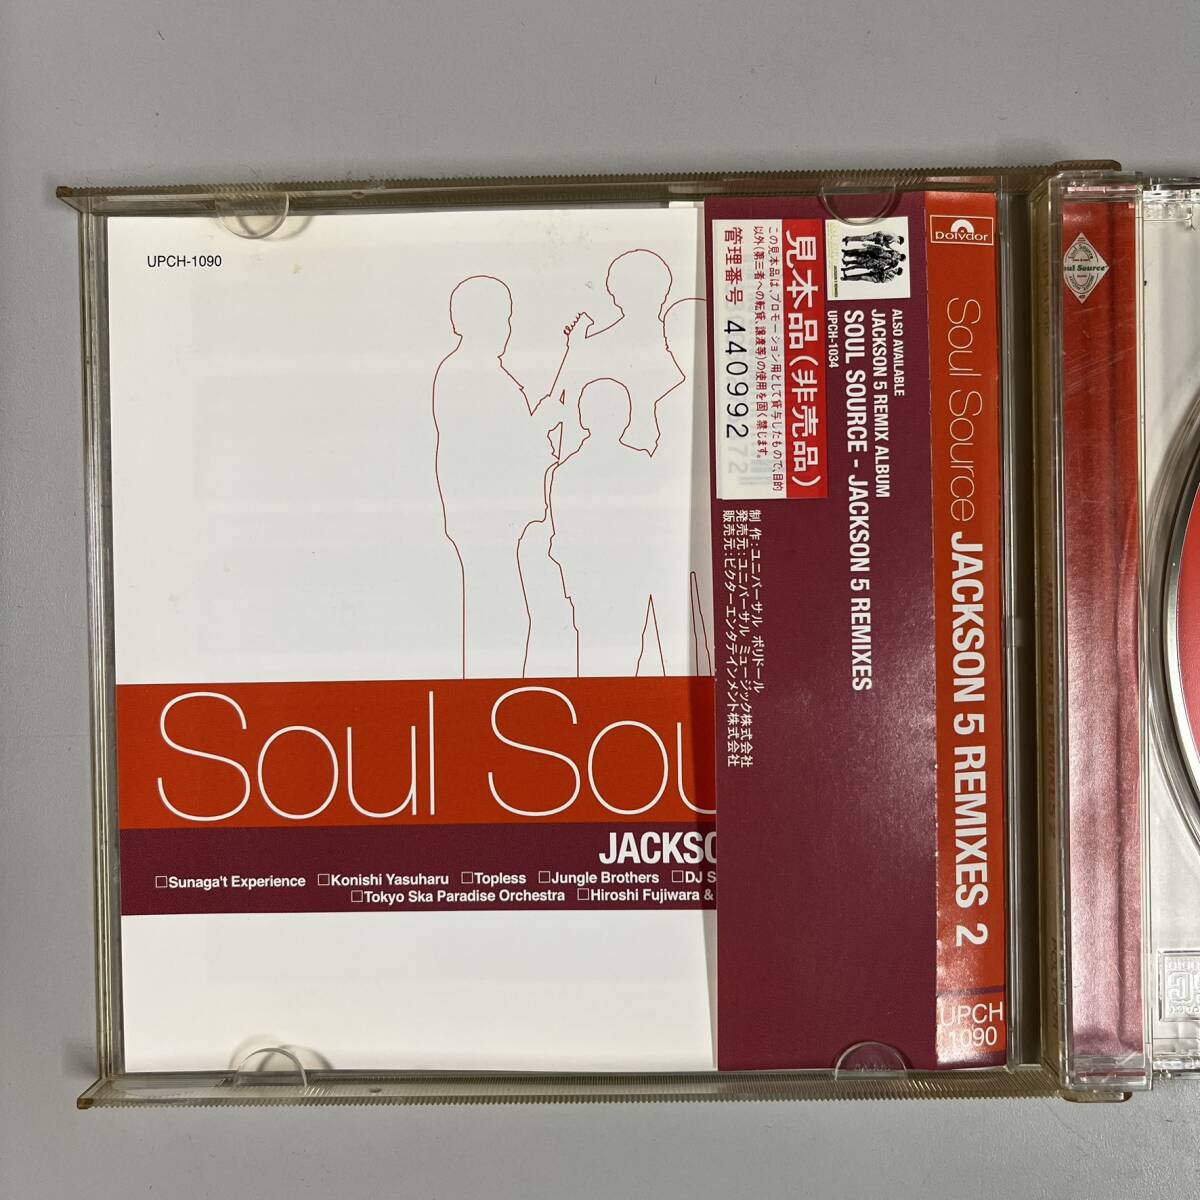 UPCH-1090
Soul Sou
JACKSO
□Sunaga't Experience □Konishi Yasuharu □Topless □Jungle Brothers □DJ S
□Tokyo Ska Paradise Orchestra □Hiroshi Fujiwara &
見本品(非売品)
この見本品は、プロモーション用として貸与したもので、目的
以外(第三者への転貸、譲渡等)の使用を固く禁じます。
管理番号 440992
72
ALSO AVAILABLE
JACKSON 5 REMIX ALBUM
SOUL SOURCE - JACKSON 5 REMIXES
UPCH-1034
制 作:ユニバーサル ポリドール
発売元:ユニバーサル ミュージック株式会社
販売元:ビクターエンタテインメント株式会社
Polydor
Soul Source JACKSON 5 REMIXES 2
UPCH
1090
oul Source